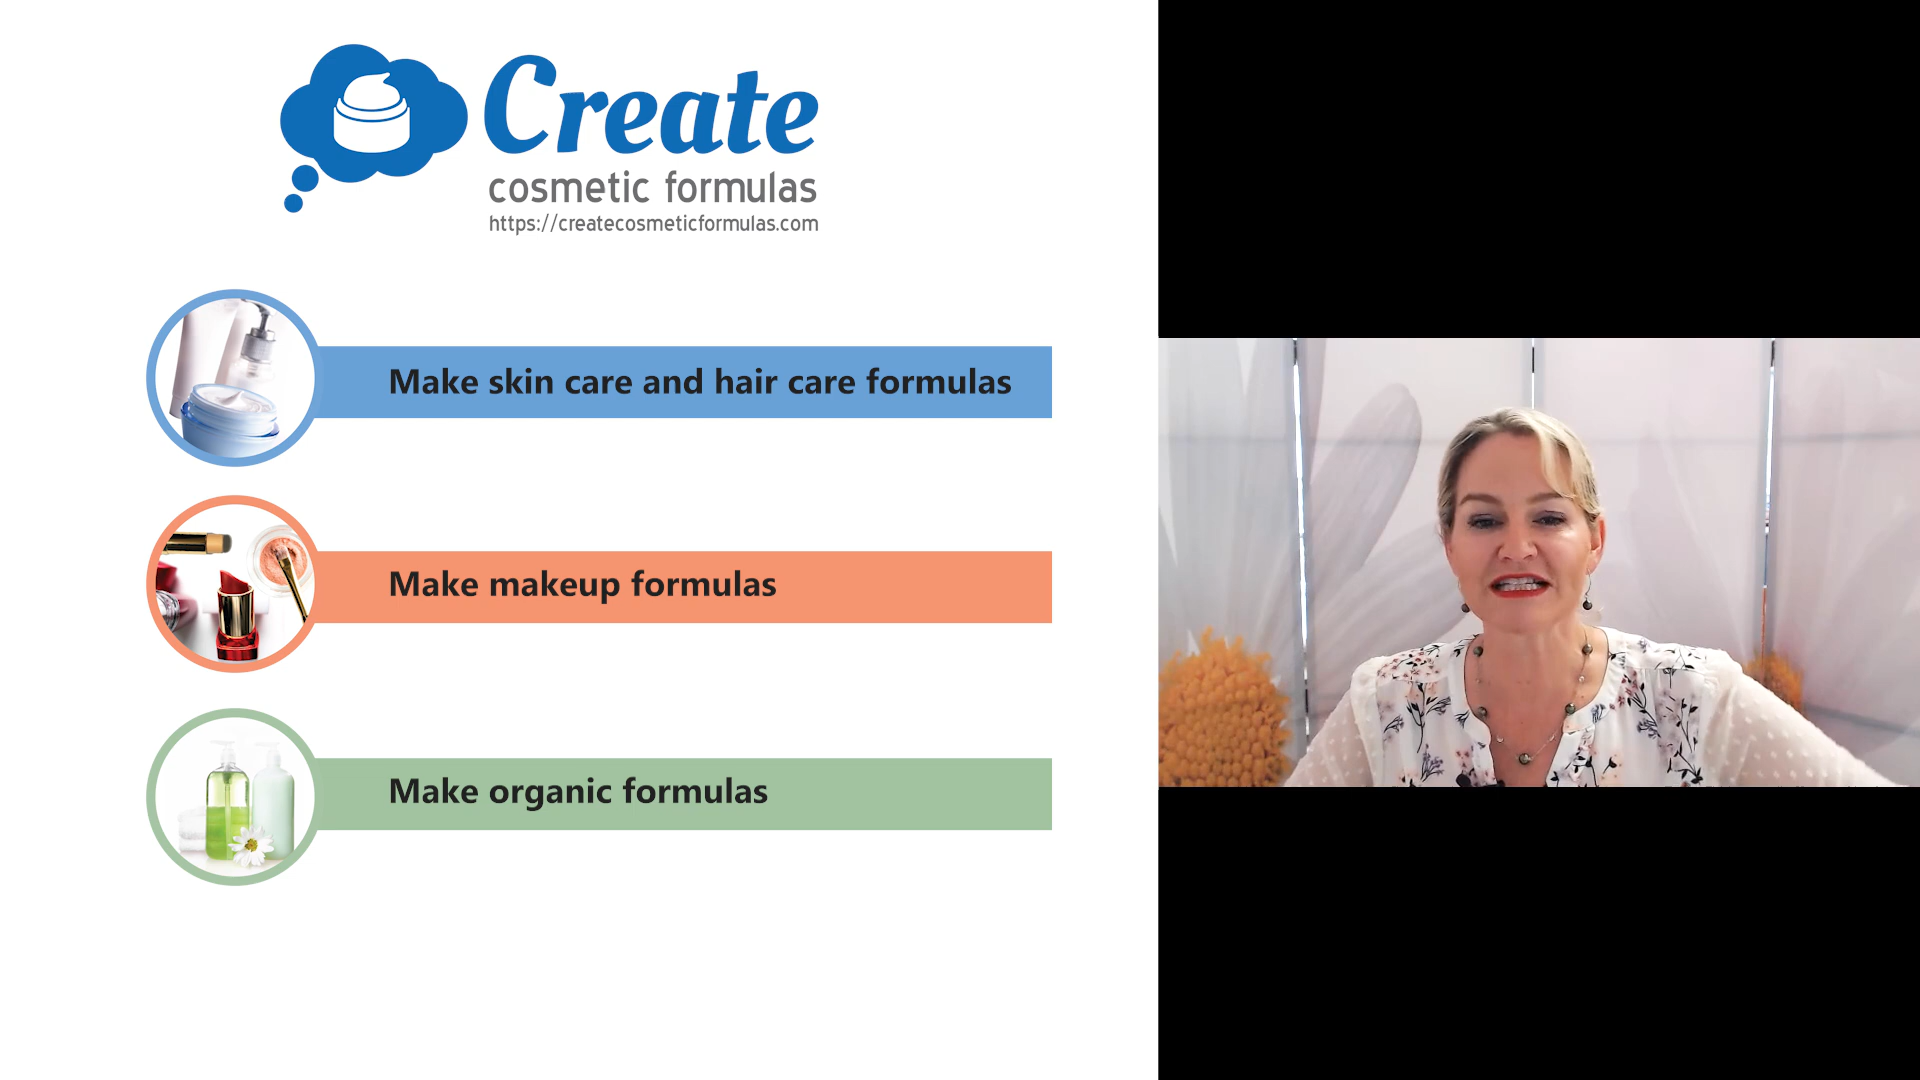 Create
cosmetic formulas
https://createcosmeticformulas.com
Make skin care and hair care formulas
Make makeup formulas
Make organic formulas